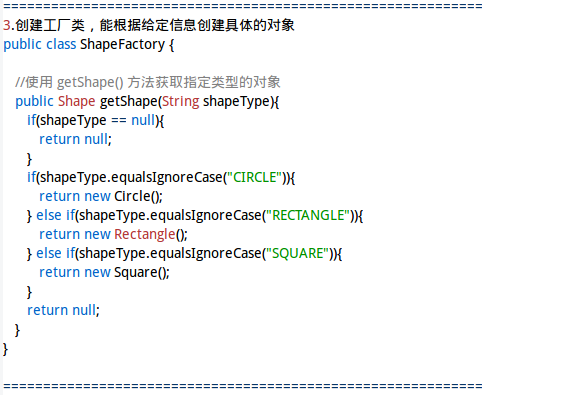 ==============================================================
3.创建工厂类，能根据给定信息创建具体的对象
public class ShapeFactory {
//使用 getShape() 方法获取指定类型的对象
public Shape getShape(String shapeType){
if(shapeType == null){
return null;
}
if(shapeType.equalsIgnoreCase("CIRCLE")){
return new Circle();
} else if(shapeType.equalsIgnoreCase("RECTANGLE")){
return new Rectangle();
} else if(shapeType.equalsIgnoreCase("SQUARE")){
return new Square();
}
return null;
}
}
==============================================================